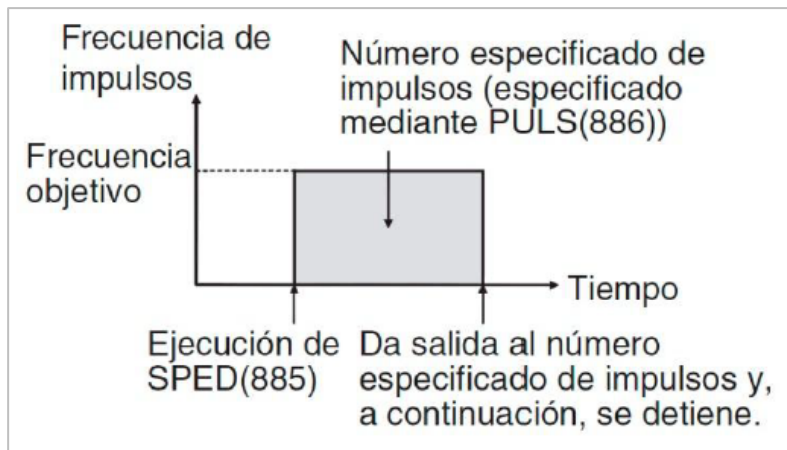 Frecuencia de
impulsos
Número especificado de
impulsos (especificado
mediante PULS(886))
Frecuencia
objetivo
Tiempo
Ejecución de
SPED(885)
Da salida al número
especificado de impulsos y,
a continuación, se detiene.